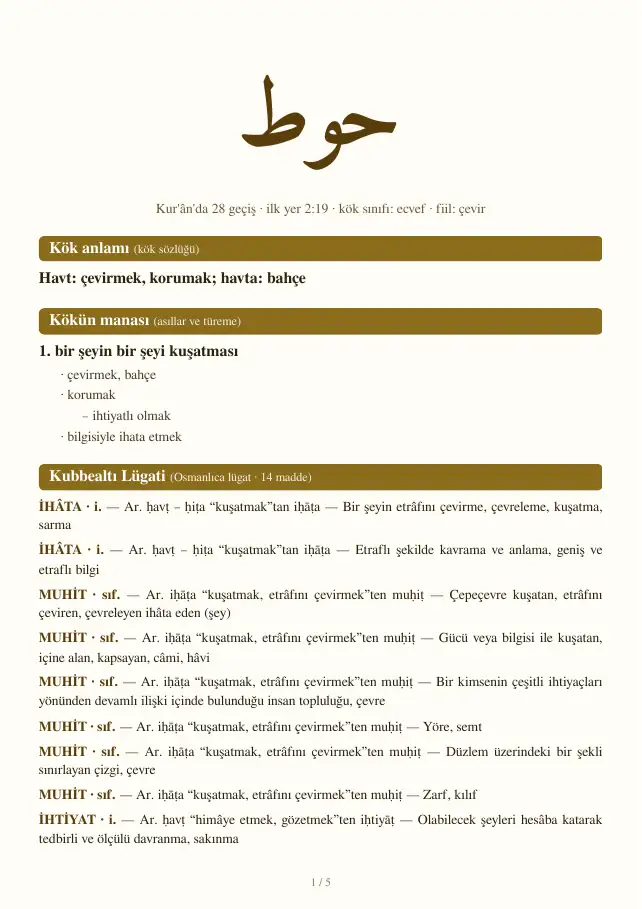 حوط
Kur'ân'da 28 geçiş · ilk yer 2:19 · kök sınıfı: ecvef · fiil: çevir
Kök anlamı (kök sözlüğü)
Havt: çevirmek, korumak; havta: bahçe
Kökün manası (asıllar ve türeme)
1. bir şeyin bir şeyi kuşatması
· çevirmek, bahçe
· korumak
– ihtiyatlı olmak
· bilgisiyle ihata etmek
Kubbealtı Lügati (Osmanlıca lügat · 14 madde)
İHÂTA · i. — Ar. ḥavṭ – ḥiṭa “kuşatmak”tan iḥāṭa — Bir şeyin etrâfını çevirme, çevreleme, kuşatma,
sarma
İHÂTA · i. — Ar. ḥavṭ – ḥiṭa “kuşatmak”tan iḥāṭa — Etraflı şekilde kavrama ve anlama, geniş ve
etraflı bilgi
MUHİT · sıf. — Ar. iḥāṭa “kuşatmak, etrâfını çevirmek”ten muḥiṭ — Çepeçevre kuşatan, etrâfını
çeviren, çevreleyen ihâta eden (şey)
MUHİT · sıf. — Ar. iḥāṭa “kuşatmak, etrâfını çevirmek”ten muḥiṭ — Gücü veya bilgisi ile kuşatan,
içine alan, kapsayan, câmi, hâvi
MUHİT · sıf. — Ar. iḥāṭa “kuşatmak, etrâfını çevirmek”ten muḥiṭ — Bir kimsenin çeşitli ihtiyaçları
yönünden devamlı ilişki içinde bulunduğu insan topluluğu, çevre
MUHİT · sıf. — Ar. iḥāṭa “kuşatmak, etrâfını çevirmek”ten muḥiṭ — Yöre, semt
MUHİT · sıf. — Ar. iḥāṭa “kuşatmak, etrâfını çevirmek”ten muḥiṭ — Düzlem üzerindeki bir şekli
sınırlayan çizgi, çevre
MUHİT · sıf. — Ar. iḥāṭa “kuşatmak, etrâfını çevirmek”ten muḥiṭ — Zarf, kılıf
İHTİYAT · i. — Ar. ḥavṭ “himâye etmek, gözetmek”ten iḥtiyāṭ — Olabilecek şeyleri hesâba katarak
tedbirli ve ölçülü davranma, sakınma
1 / 5